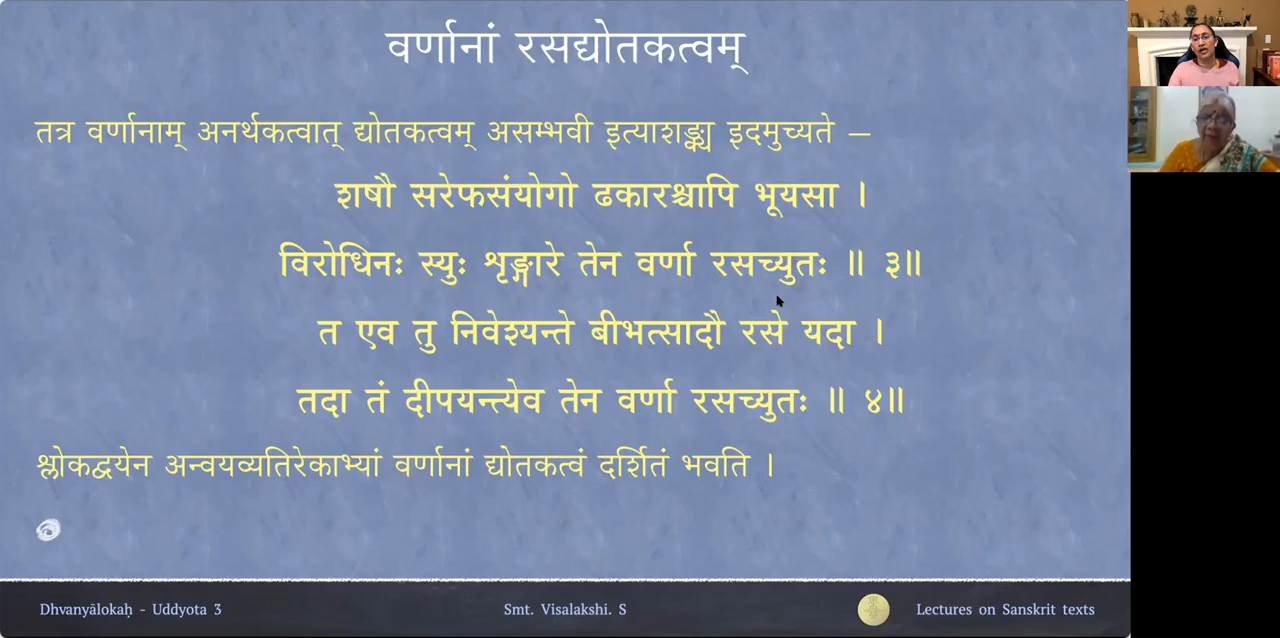 वर्णानां रसद्योतकत्वम्
तत्र वर्णानाम् अनर्थकत्वात् द्योतकत्वम् असम्भवी इत्याशङ्क्य इदमुच्यते –
शषौ सरेफसंयोगो ढकारश्चापि भूयसा ।
विरोधिनः स्युः शृङ्गारे तेन वर्णा रसच्युतः ॥ ३॥
त एव तु निवेश्यन्ते बीभत्सादौ रसे यदा ।
तदा तं दीपयन्त्येव तेन वर्णा रसच्युतः ॥ ४॥
श्लोकद्वयेन अन्वयव्यतिरेकाभ्यां वर्णानां द्योतकत्वं दर्शितं भवति ।
Dhvanyālokaḥ - Uddyota 3 Smt. Visalakshi. S Lectures on Sanskrit texts